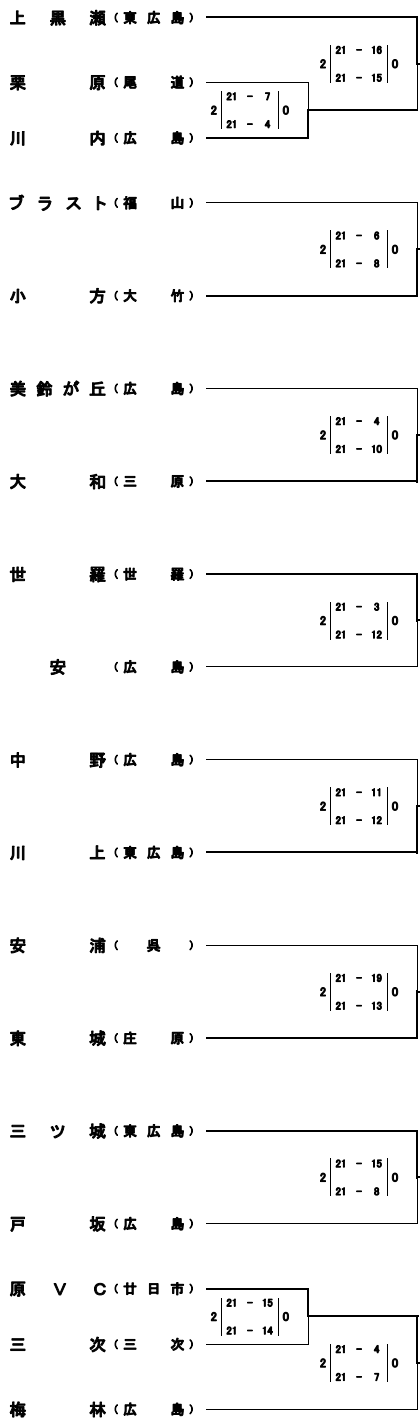 上黒瀬（東広島）
2 21 － 16 0
21 － 15
栗原（尾道）
2 21 － 7 0
21 － 4
川内（広島）
ブラスト（福山）
2 21 － 6 0
21 － 8
小方（大竹）
美鈴が丘（広島）
2 21 － 4 0
21 － 10
大和（三原）
世羅（世羅）
2 21 － 3 0
21 － 12
安（広島）
中野（広島）
2 21 － 11 0
21 － 12
川上（東広島）
安浦（呉）
2 21 － 19 0
21 － 13
東城（庄原）
三ツ城（東広島）
2 21 － 15 0
21 － 8
戸坂（広島）
原ＶＣ（廿日市）
2 21 － 15 0
21 － 14
三次（三次）
2 21 － 4 0
21 － 7
梅林（広島）